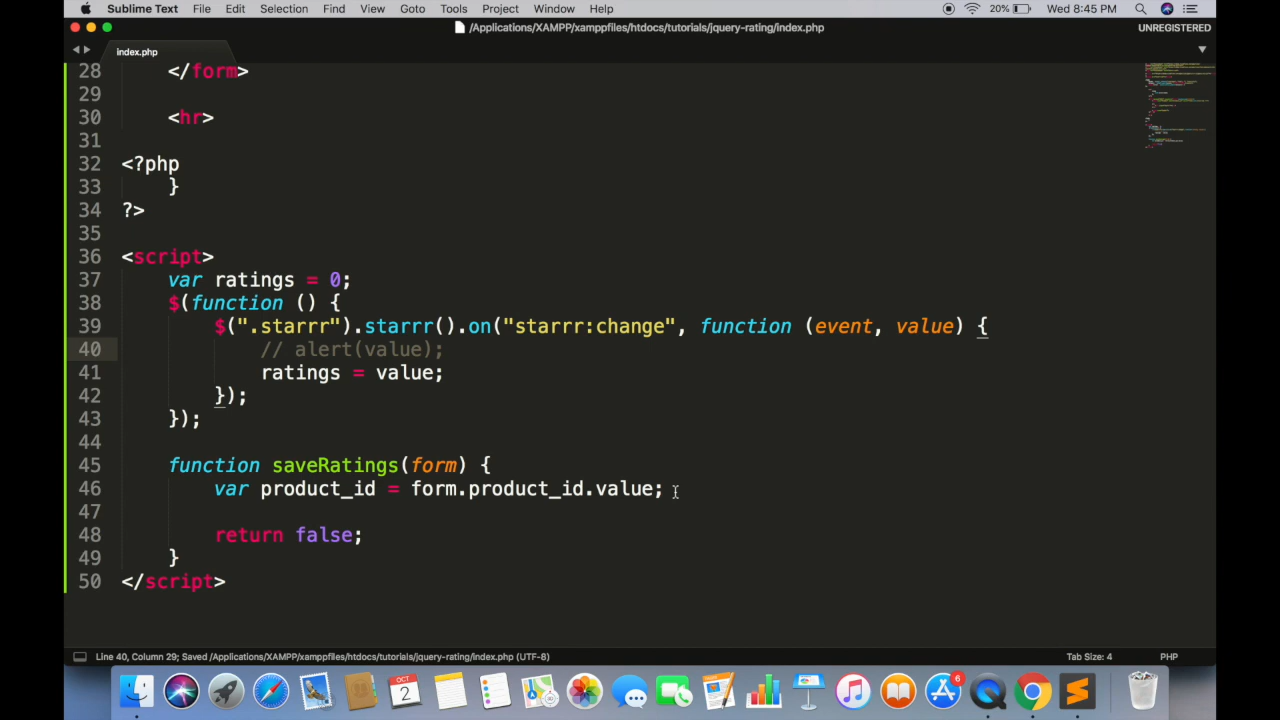 Sublime Text File Edit Selection Find View Goto Tools Project Window Help 20% Wed 8:45 PM
/Applications/XAMPP/xamppfiles/htdocs/tutorials/jquery-rating/index.php UNREGISTERED
index.php
28 </form>
29
30 <hr>
31
32 <?php
33 }
34 ?>
35
36 <script>
37 var ratings = 0;
38 $(function () {
39 $(".starrr").starrr().on("starrr:change", function (event, value) {
40 // alert(value);
41 ratings = value;
42 });
43 });
44
45 function saveRatings(form) {
46 var product_id = form.product_id.value;
47
48 return false;
49 }
50 </script>
Line 40, Column 29; Saved /Applications/XAMPP/xamppfiles/htdocs/tutorials/jquery-rating/index.php (UTF-8) Tab Size: 4 PHP
OCT
2
6